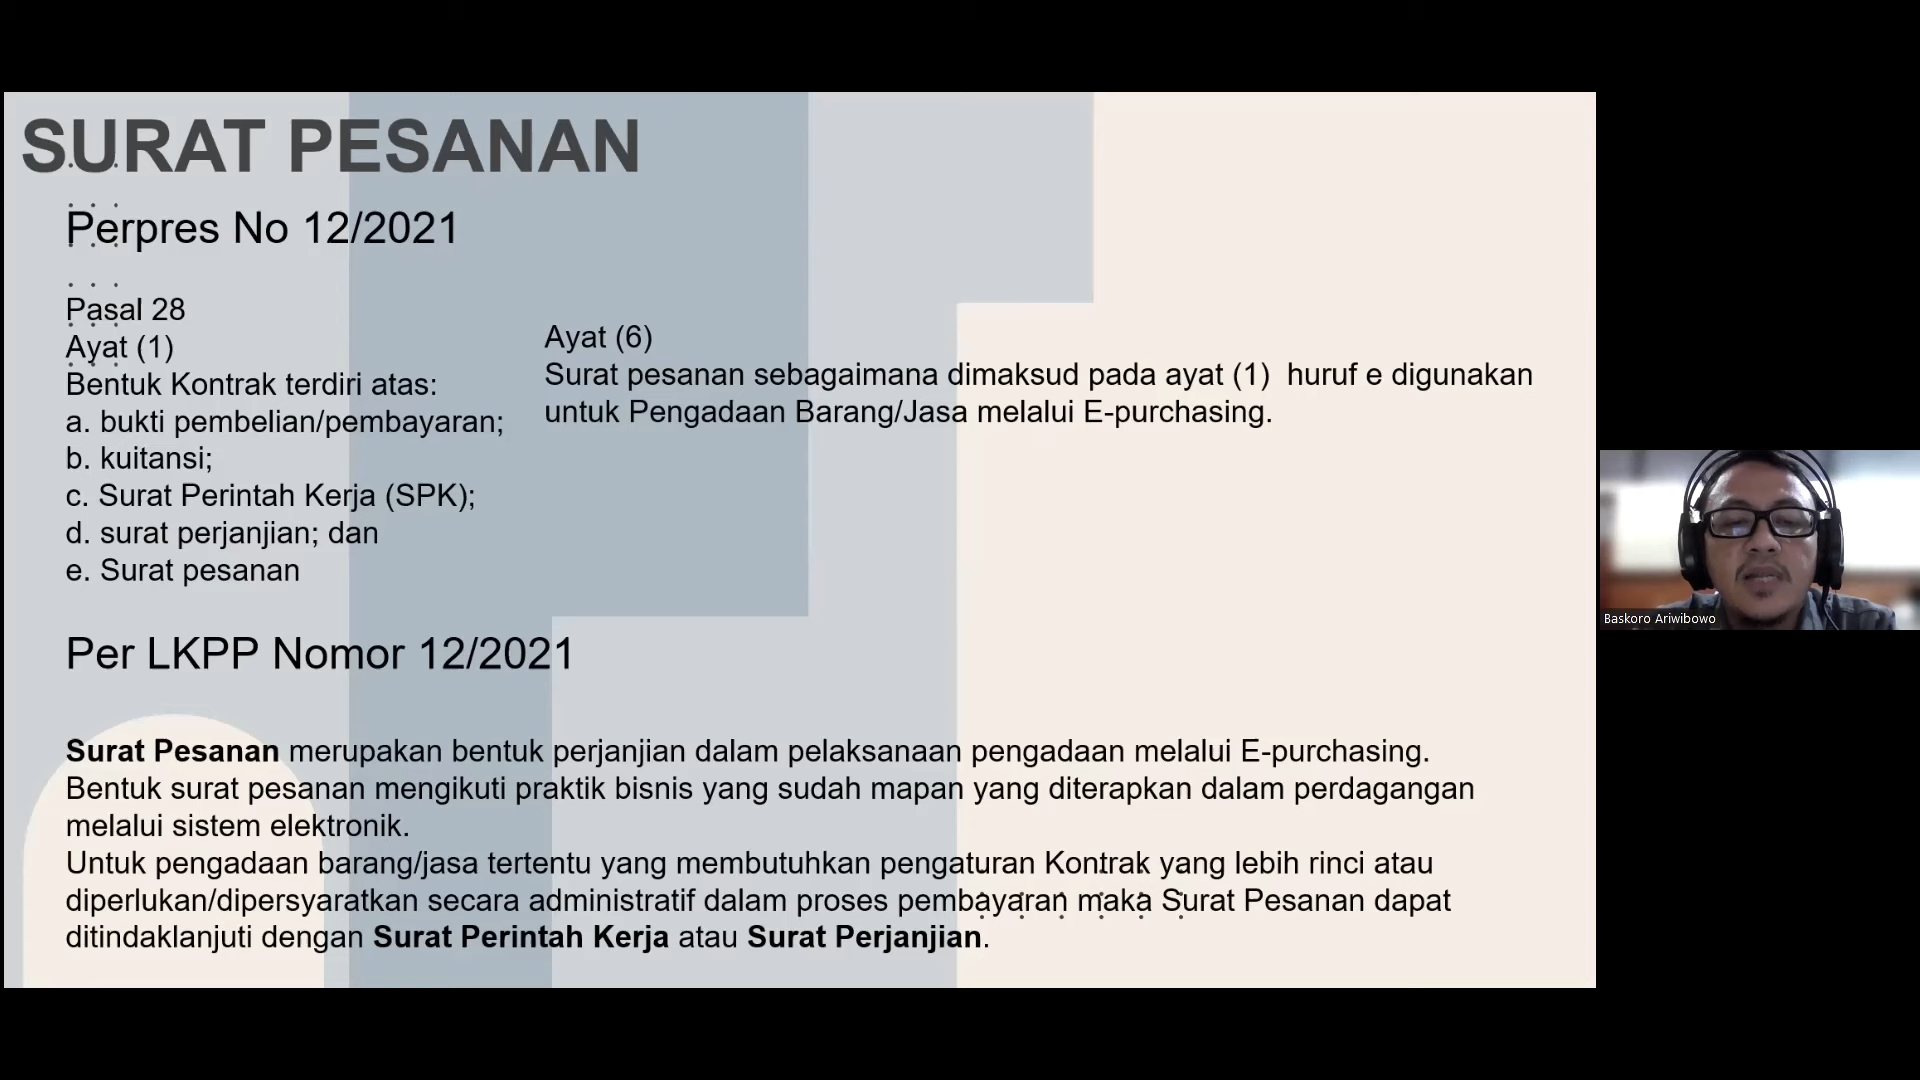 SURAT PESANAN
Perpres No 12/2021
Pasal 28
Ayat (1)
Bentuk Kontrak terdiri atas:
a. bukti pembelian/pembayaran;
b. kuitansi;
c. Surat Perintah Kerja (SPK);
d. surat perjanjian; dan
e. Surat pesanan
Ayat (6)
Surat pesanan sebagaimana dimaksud pada ayat (1)  huruf e digunakan
untuk Pengadaan Barang/Jasa melalui E-purchasing.
Per LKPP Nomor 12/2021
Surat Pesanan merupakan bentuk perjanjian dalam pelaksanaan pengadaan melalui E-purchasing.
Bentuk surat pesanan mengikuti praktik bisnis yang sudah mapan yang diterapkan dalam perdagangan
melalui sistem elektronik.
Untuk pengadaan barang/jasa tertentu yang membutuhkan pengaturan Kontrak yang lebih rinci atau
diperlukan/dipersyaratkan secara administratif dalam proses pembayaran maka Surat Pesanan dapat
ditindaklanjuti dengan Surat Perintah Kerja atau Surat Perjanjian.
Baskoro Ariwibowo